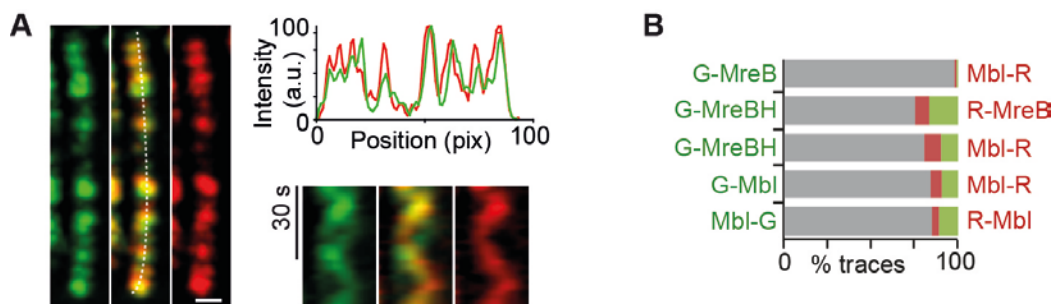 A
100
Intensity
(a.u.)
0
0
Position (pix)
100
30 s
B
G-MreB
Mbl-R
G-MreBH
R-MreB
G-MreBH
Mbl-R
G-Mbl
Mbl-R
Mbl-G
R-Mbl
0
% traces
100